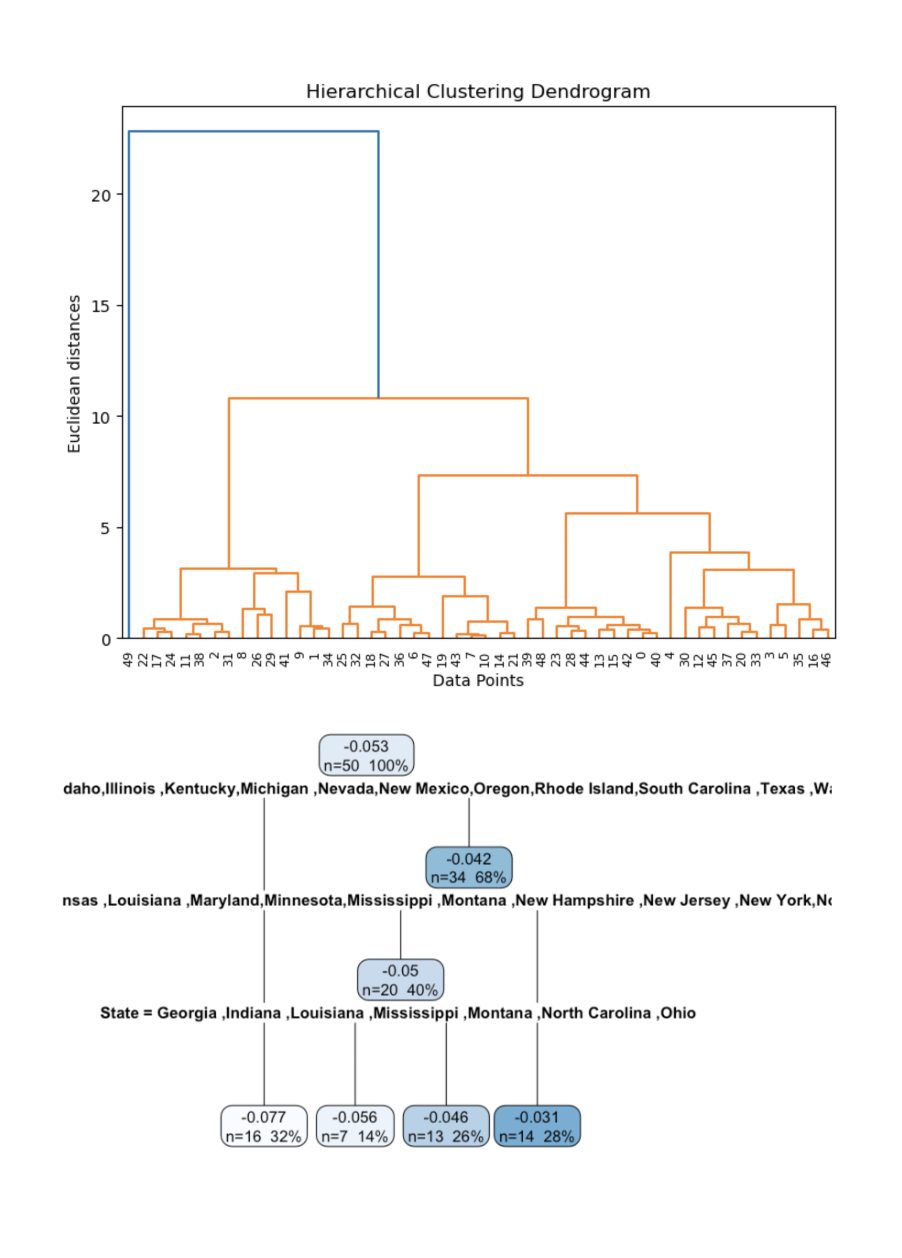 Hierarchical Clustering Dendrogram
20
15
10
5
0
Euclidean distances
49 22 17 24 11 38 2 31 8 26 29 41 9 1 34 25 32 18 27 36 6 47 19 43 7 10 14 21 39 48 23 28 44 13 15 42 0 40 4 30 12 45 37 20 33 3 5 35 16 46
Data Points
-0.053
n=50 100%
daho,Illinois ,Kentucky,Michigan ,Nevada,New Mexico,Oregon,Rhode Island,South Carolina ,Texas ,Wa
-0.042
n=34 68%
nsas ,Louisiana ,Maryland,Minnesota,Mississippi ,Montana ,New Hampshire ,New Jersey ,New York,No
-0.05
n=20 40%
State = Georgia ,Indiana ,Louisiana ,Mississippi ,Montana ,North Carolina ,Ohio
-0.077 -0.056 -0.046 -0.031
n=16 32% n=7 14% n=13 26% n=14 28%